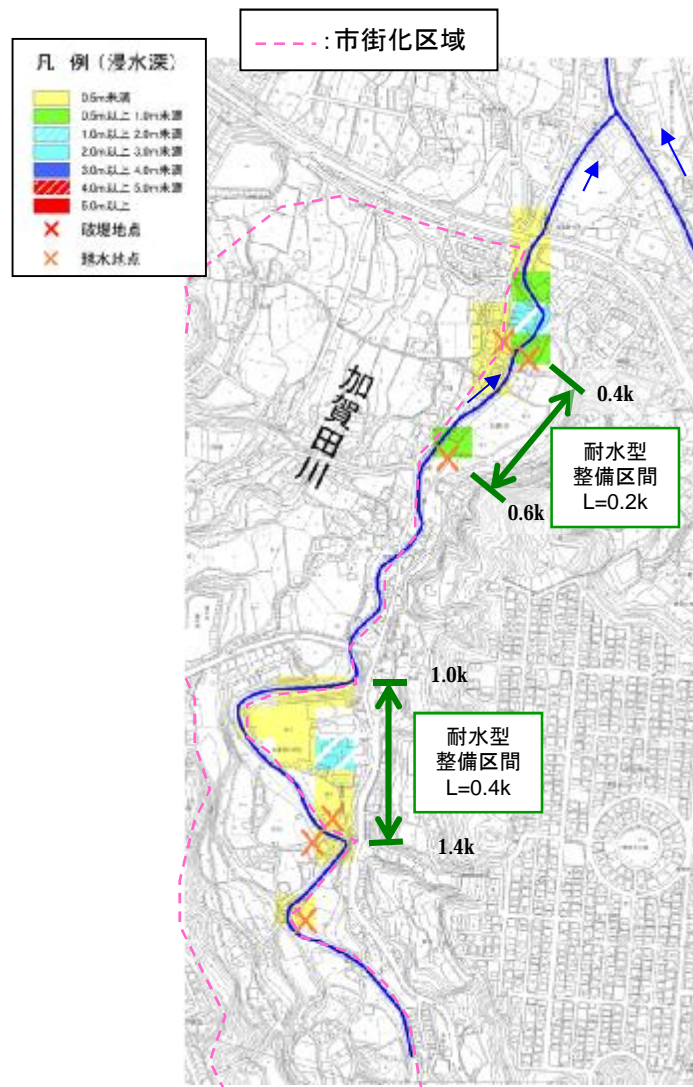 :市街化区域
凡 例(浸水深)
0.5m未満
0.5m以上 1.0m未満
1.0m以上 2.0m未満
2.0m以上 3.0m未満
3.0m以上 4.0m未満
4.0m以上 5.0m未満
5.0m以上
破堤地点
溢水地点
加賀田川
0.4k
耐水型
整備区間
L=0.2k
0.6k
1.0k
耐水型
整備区間
L=0.4k
1.4k